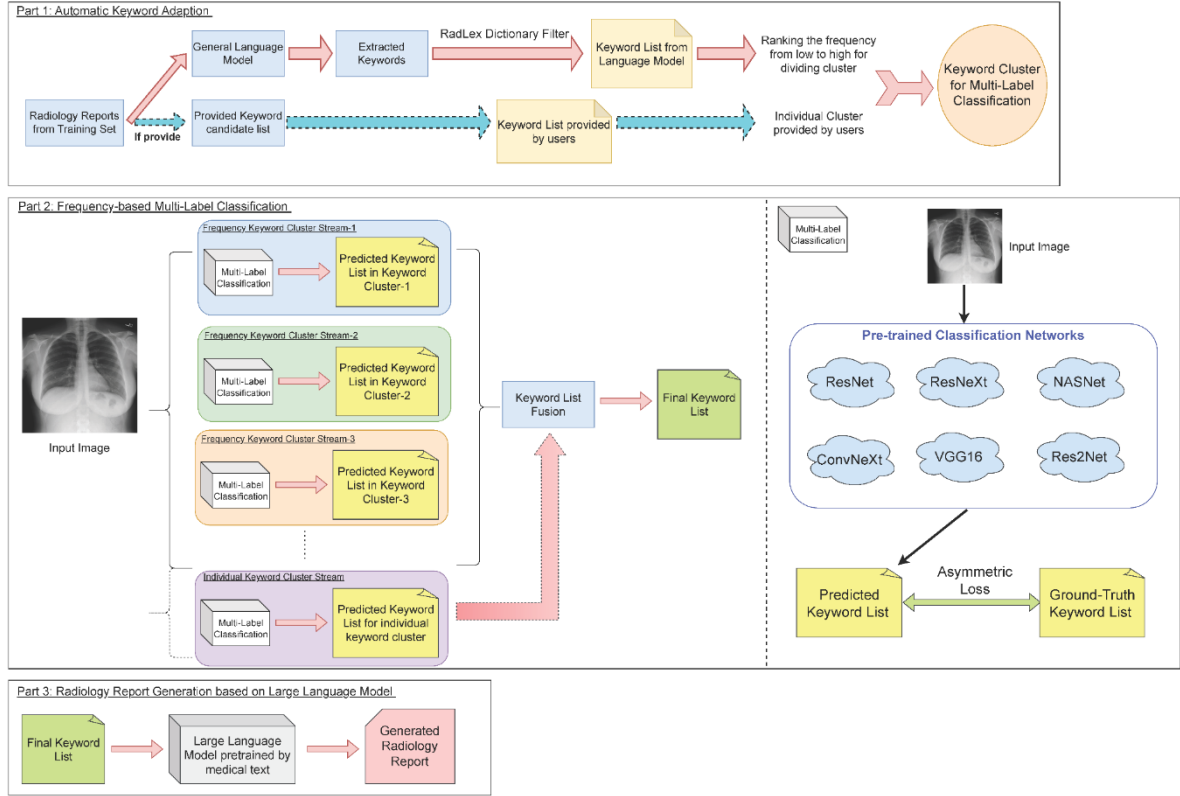 Part 1: Automatic Keyword Adaption
General Language
Model
Extracted
Keywords
RadLex Dictionary Filter
Keyword List from
Language Model
Ranking the frequency
from low to high for
dividing cluster
Keyword Cluster
for Multi-Label
Classification
Radiology Reports
from Training Set
If provide
Provided Keyword
candidate list
Keyword List provided
by users
Individual Cluster
provided by users
Part 2: Frequency-based Multi-Label Classification
Input Image
Frequency Keyword Cluster Stream-1
Multi-Label
Classification
Predicted Keyword
List in Keyword
Cluster-1
Frequency Keyword Cluster Stream-2
Multi-Label
Classification
Predicted Keyword
List in Keyword
Cluster-2
Frequency Keyword Cluster Stream-3
Multi-Label
Classification
Predicted Keyword
List in Keyword
Cluster-3
Individual Keyword Cluster Stream
Multi-Label
Classification
Predicted Keyword
List for individual
keyword cluster
Keyword List
Fusion
Final Keyword
List
Multi-Label
Classification
Input Image
Pre-trained Classification Networks
ResNet
ResNeXt
NASNet
ConvNeXt
VGG16
Res2Net
Predicted
Keyword List
Asymmetric
Loss
Ground-Truth
Keyword List
Part 3: Radiology Report Generation based on Large Language Model
Final Keyword
List
Large Language
Model pretrained by
medical text
Generated
Radiology
Report